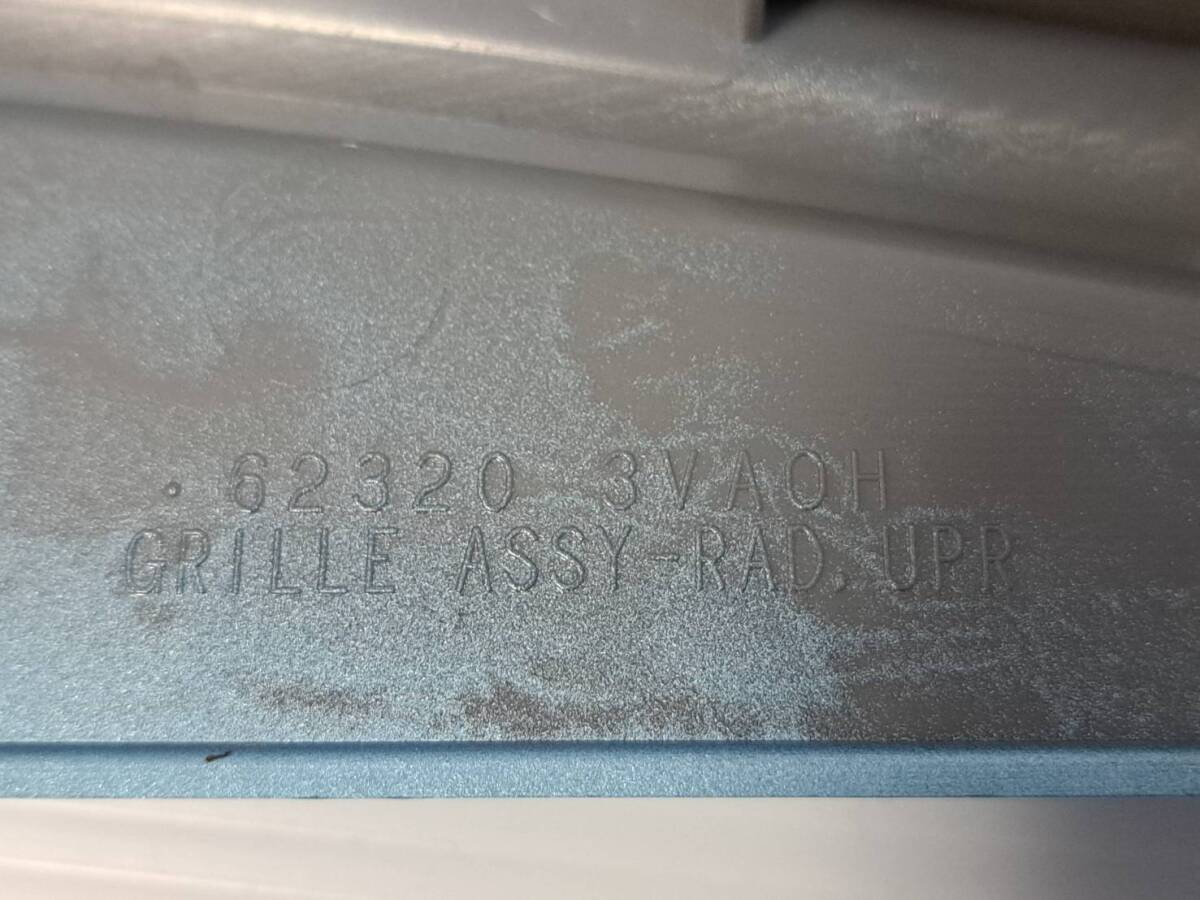 62320 3VA0H
GRILLE ASSY-RAD. UPR